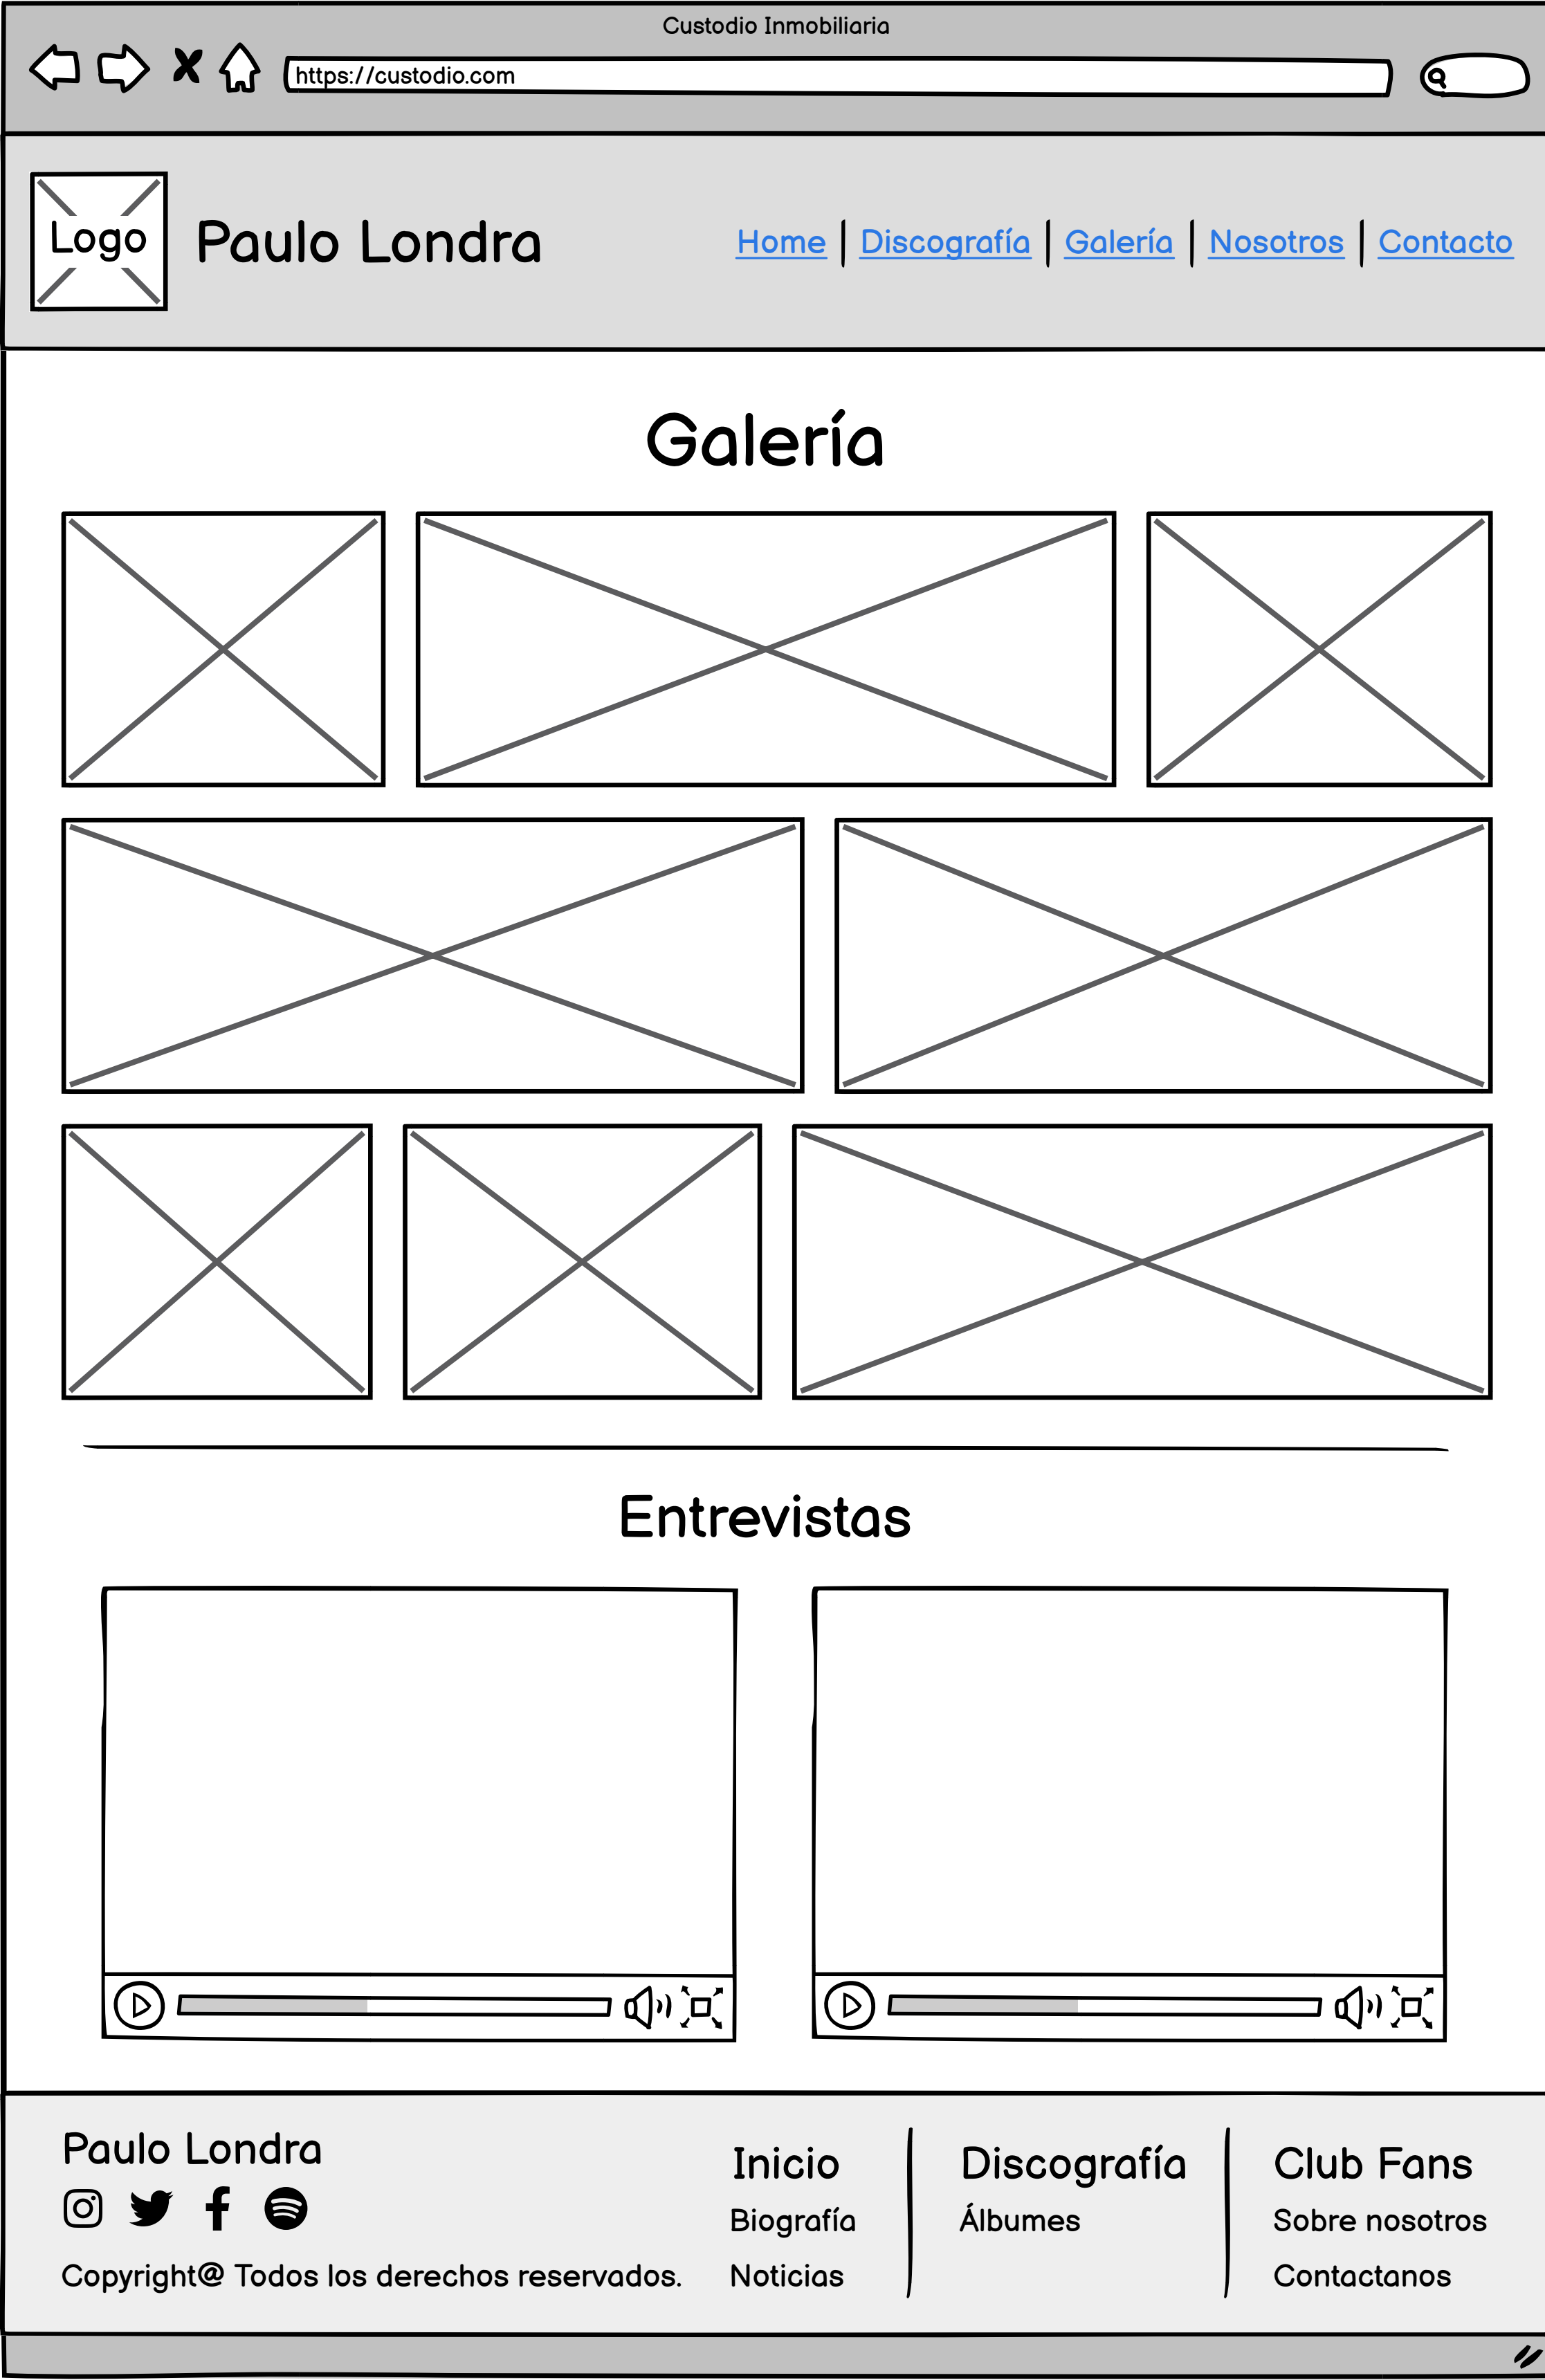 Custodio Inmobiliaria
https://custodio.com
Logo
Paulo Londra
Home | Discografía | Galería | Nosotros | Contacto
Galería
Entrevistas
Paulo Londra
Copyright@ Todos los derechos reservados.
Inicio
Biografía
Noticias
Discografía
Álbumes
Club Fans
Sobre nosotros
Contactanos